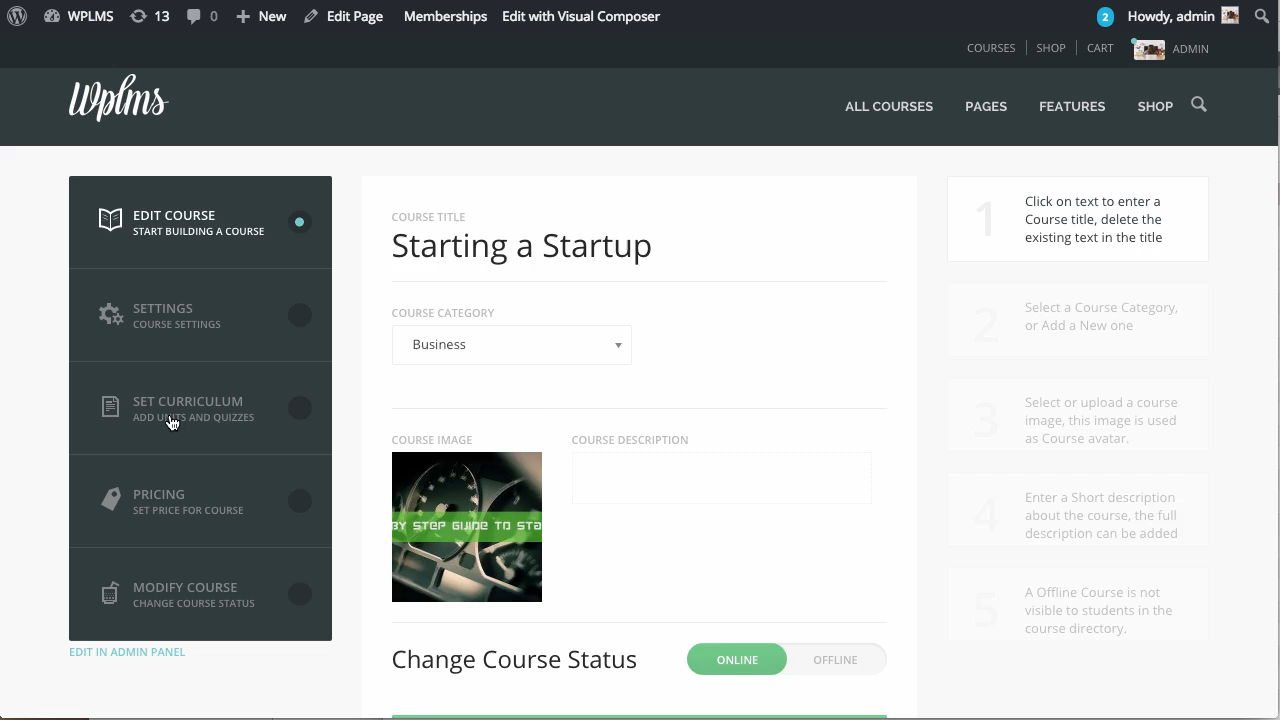 WPLMS
13
0
New
Edit Page
Memberships
Edit with Visual Composer
2
Howdy, admin
COURSES
SHOP
CART
ADMIN
Wplms
ALL COURSES
PAGES
FEATURES
SHOP
EDIT COURSE
START BUILDING A COURSE
SETTINGS
COURSE SETTINGS
SET CURRICULUM
ADD UNITS AND QUIZZES
PRICING
SET PRICE FOR COURSE
MODIFY COURSE
CHANGE COURSE STATUS
EDIT IN ADMIN PANEL
COURSE TITLE
Starting a Startup
COURSE CATEGORY
Business
COURSE IMAGE
COURSE DESCRIPTION
BY STEP GUIDE TO STA
Change Course Status
ONLINE
OFFLINE
1
Click on text to enter a
Course title, delete the
existing text in the title
2
Select a Course Category,
or Add a New one
3
Select or upload a course
image, this image is used
as Course avatar.
4
Enter a Short description
about the course, the full
description can be added
5
A Offline Course is not
visible to students in the
course directory.